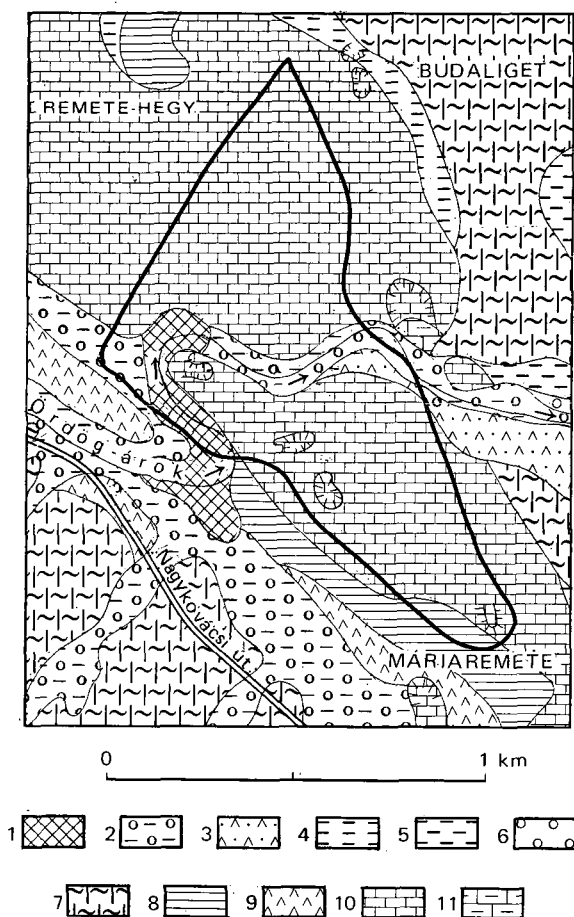 BUDALIGET
REMETE-HEGY
Ördög-árok
Nagykovácsi út
MÁRIAREMETE
0 1 km
1 2 3 4 5 6
7 8 9 10 11